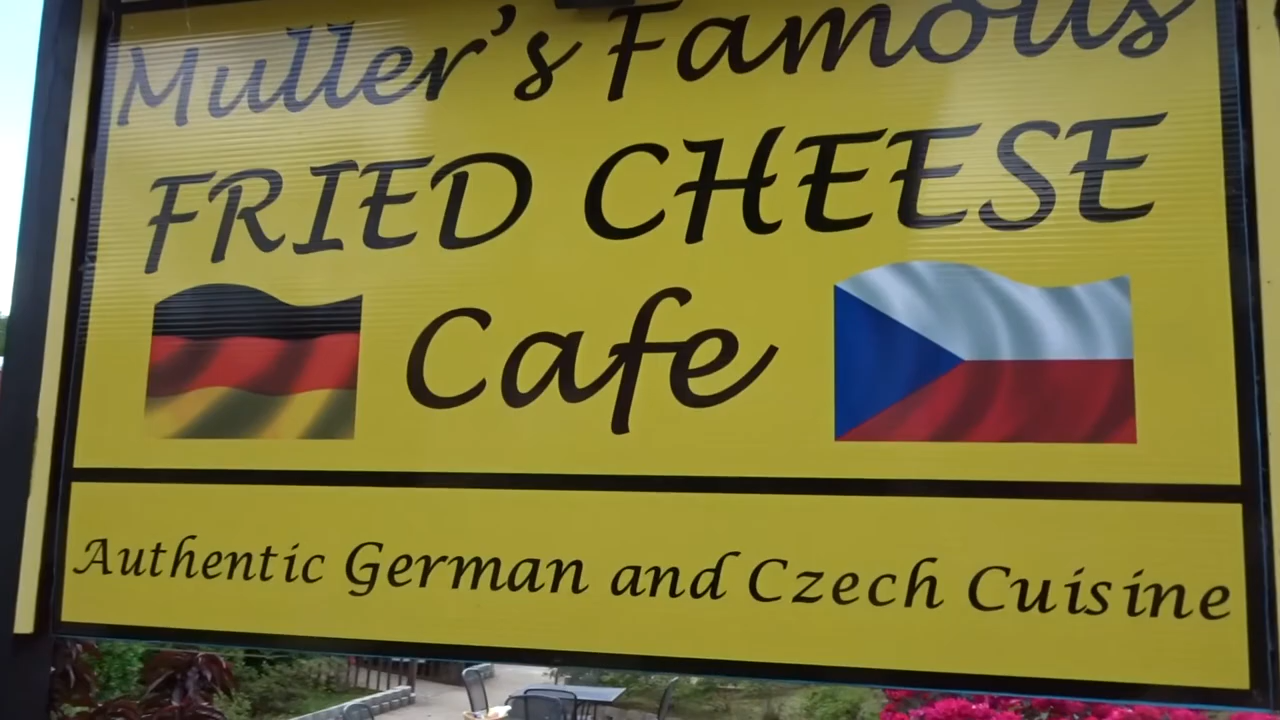 Muller's Famous
FRIED CHEESE
Cafe
Authentic German and Czech Cuisine